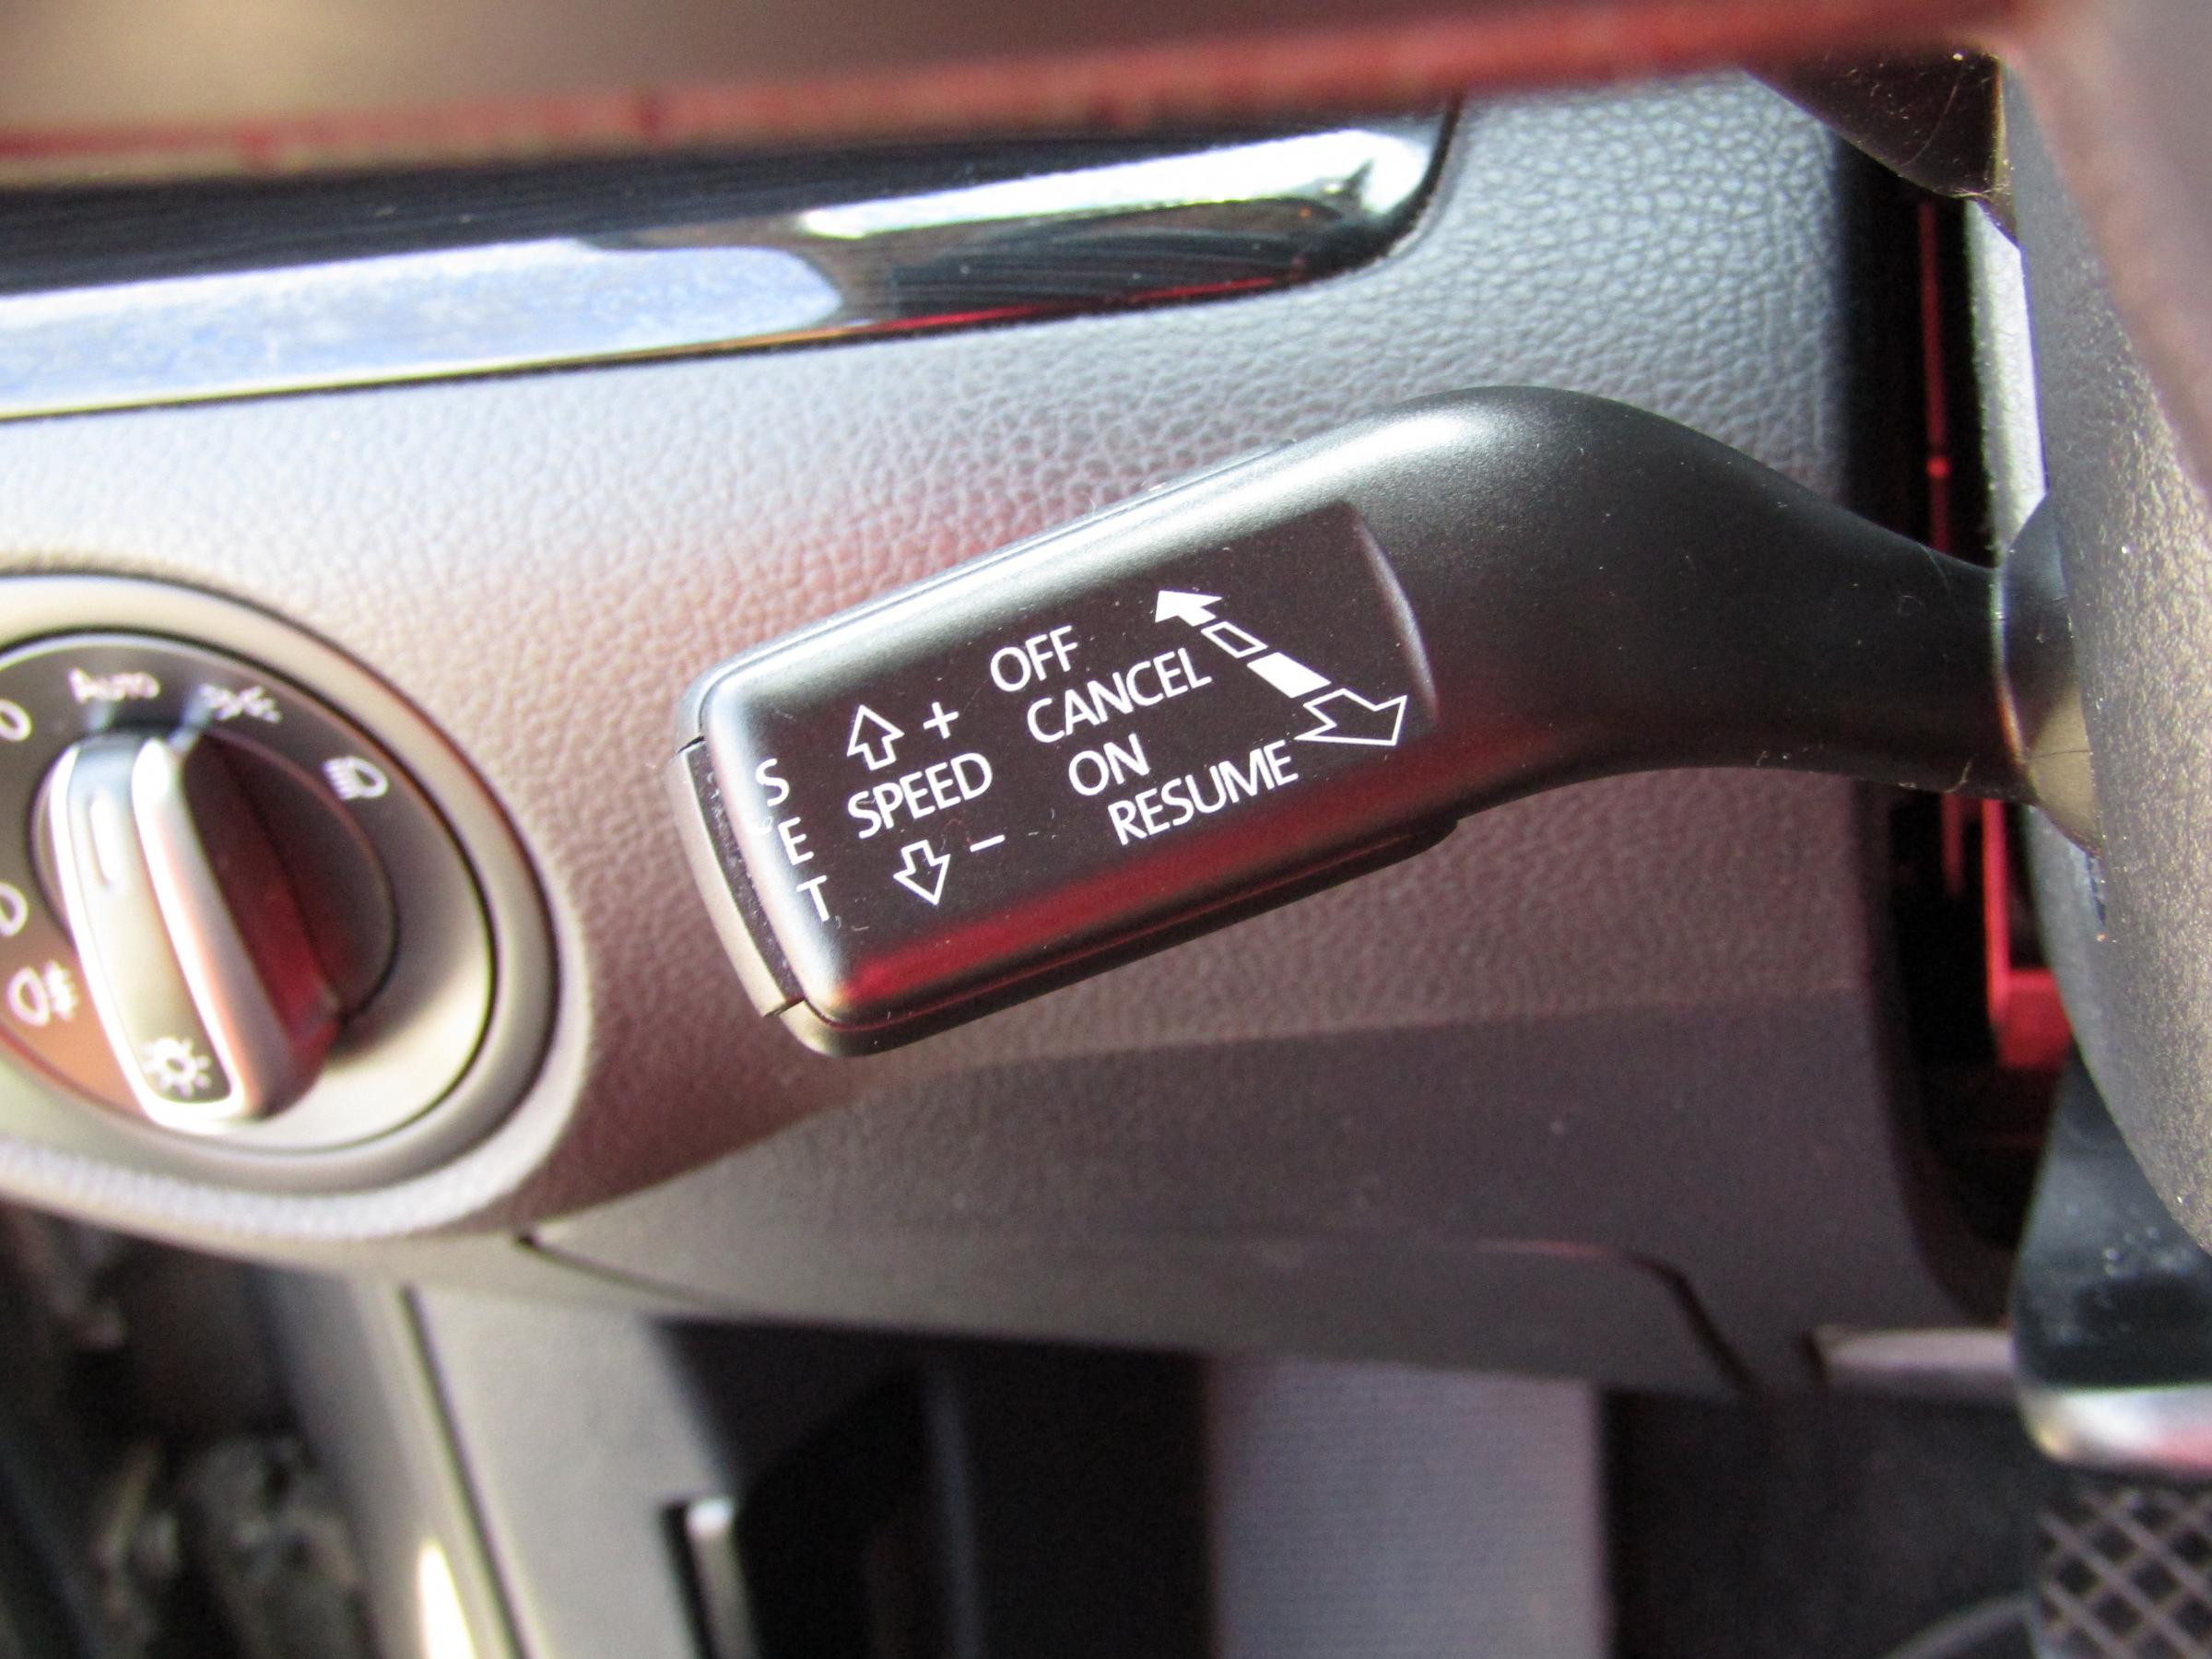 OFF
CANCEL
ON
RESUME
+
SPEED
−
S
E
T
Auto
O